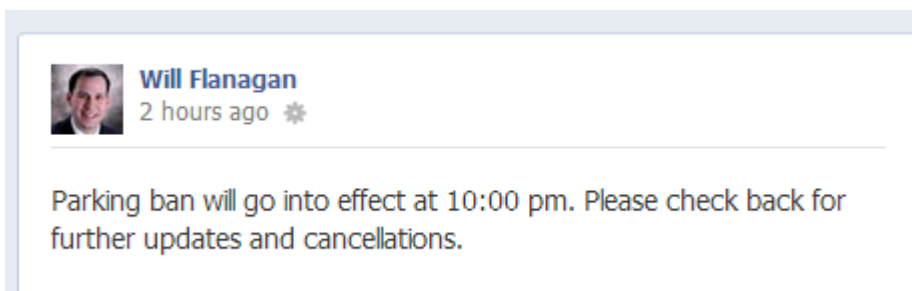 Will Flanagan
2 hours ago
Parking ban will go into effect at 10:00 pm. Please check back for
further updates and cancellations.